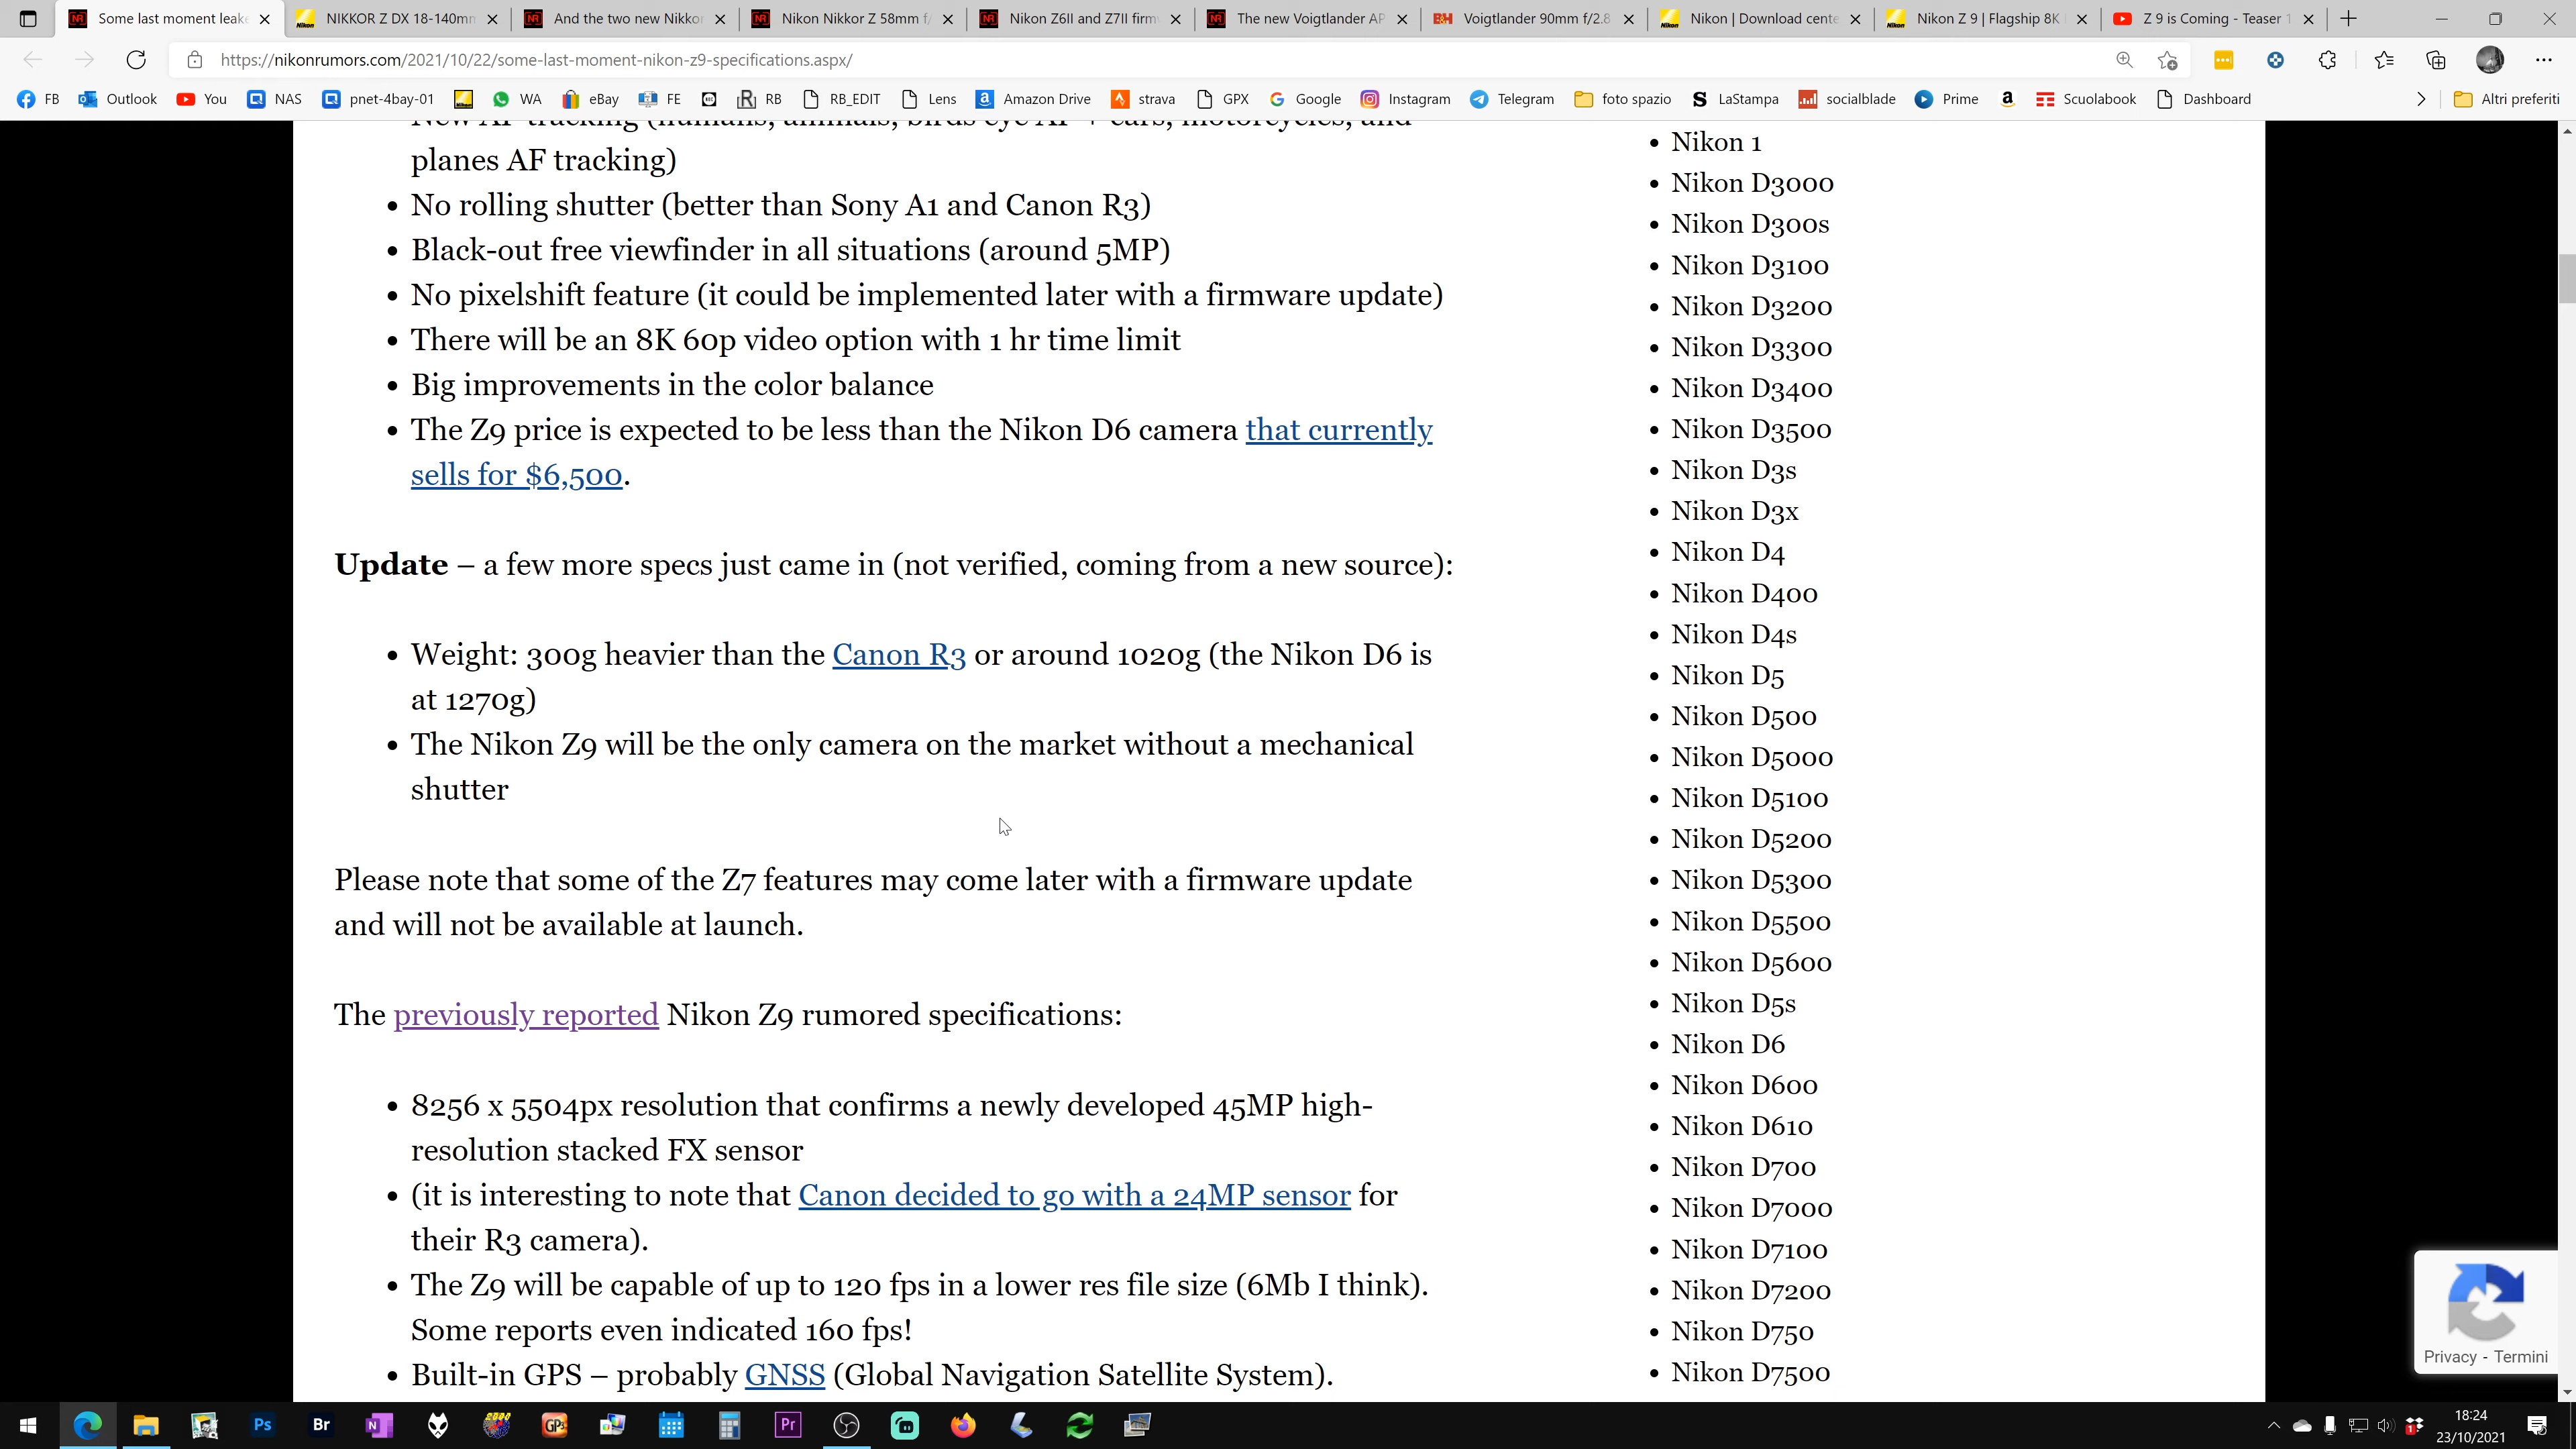 Some last moment leake
NIKKOR Z DX 18-140mm
And the two new Nikkor
Nikon Nikkor Z 58mm f/
Nikon Z6II and Z7II firm
The new Voigtlander AP
B&H Voigtlander 90mm f/2.8
Nikon | Download cente
Nikon Z 9 | Flagship 8K
Z 9 is Coming - Teaser 1
https://nikonrumors.com/2021/10/22/some-last-moment-nikon-z9-specifications.aspx/
FB Outlook You NAS pnet-4bay-01 WA eBay FE RB RB_EDIT Lens Amazon Drive strava GPX Google Instagram Telegram foto spazio LaStampa socialblade Prime Scuolabook Dashboard Altri preferiti
New AF tracking (humans, animals, birds eye AF + cars, motorcycles, and
planes AF tracking)
• No rolling shutter (better than Sony A1 and Canon R3)
• Black-out free viewfinder in all situations (around 5MP)
• No pixelshift feature (it could be implemented later with a firmware update)
• There will be an 8K 60p video option with 1 hr time limit
• Big improvements in the color balance
• The Z9 price is expected to be less than the Nikon D6 camera that currently
sells for $6,500.
Update – a few more specs just came in (not verified, coming from a new source):
• Weight: 300g heavier than the Canon R3 or around 1020g (the Nikon D6 is
at 1270g)
• The Nikon Z9 will be the only camera on the market without a mechanical
shutter
Please note that some of the Z7 features may come later with a firmware update
and will not be available at launch.
The previously reported Nikon Z9 rumored specifications:
• 8256 x 5504px resolution that confirms a newly developed 45MP high-
resolution stacked FX sensor
• (it is interesting to note that Canon decided to go with a 24MP sensor for
their R3 camera).
• The Z9 will be capable of up to 120 fps in a lower res file size (6Mb I think).
Some reports even indicated 160 fps!
• Built-in GPS – probably GNSS (Global Navigation Satellite System).
• Nikon 1
• Nikon D3000
• Nikon D300s
• Nikon D3100
• Nikon D3200
• Nikon D3300
• Nikon D3400
• Nikon D3500
• Nikon D3s
• Nikon D3x
• Nikon D4
• Nikon D400
• Nikon D4s
• Nikon D5
• Nikon D500
• Nikon D5000
• Nikon D5100
• Nikon D5200
• Nikon D5300
• Nikon D5500
• Nikon D5600
• Nikon D5s
• Nikon D6
• Nikon D600
• Nikon D610
• Nikon D700
• Nikon D7000
• Nikon D7100
• Nikon D7200
• Nikon D750
• Nikon D7500
Privacy - Termini
Ps Br N GP5 Pr
18:24
23/10/2021